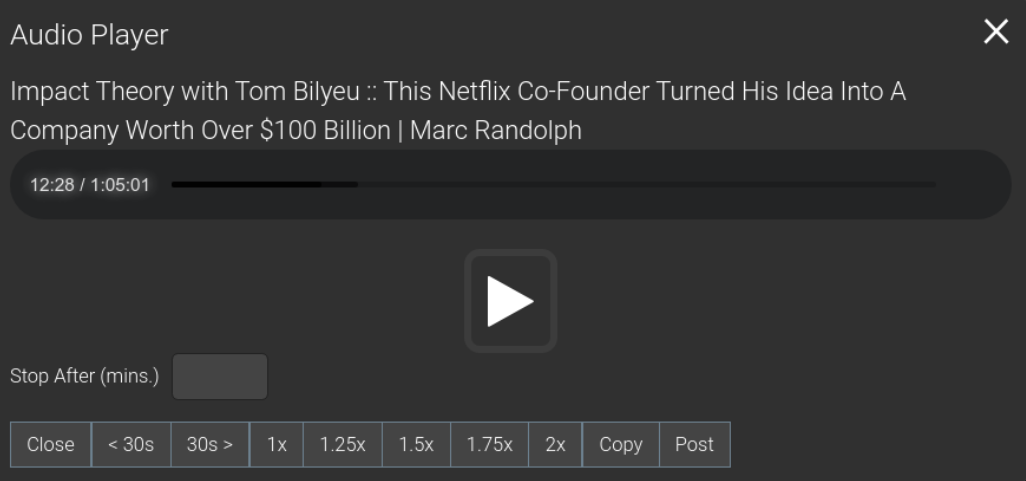 Audio Player
Impact Theory with Tom Bilyeu :: This Netflix Co-Founder Turned His Idea Into A
Company Worth Over $100 Billion | Marc Randolph
12:28 / 1:05:01
Stop After (mins.)
Close < 30s 30s > 1x 1.25x 1.5x 1.75x 2x Copy Post